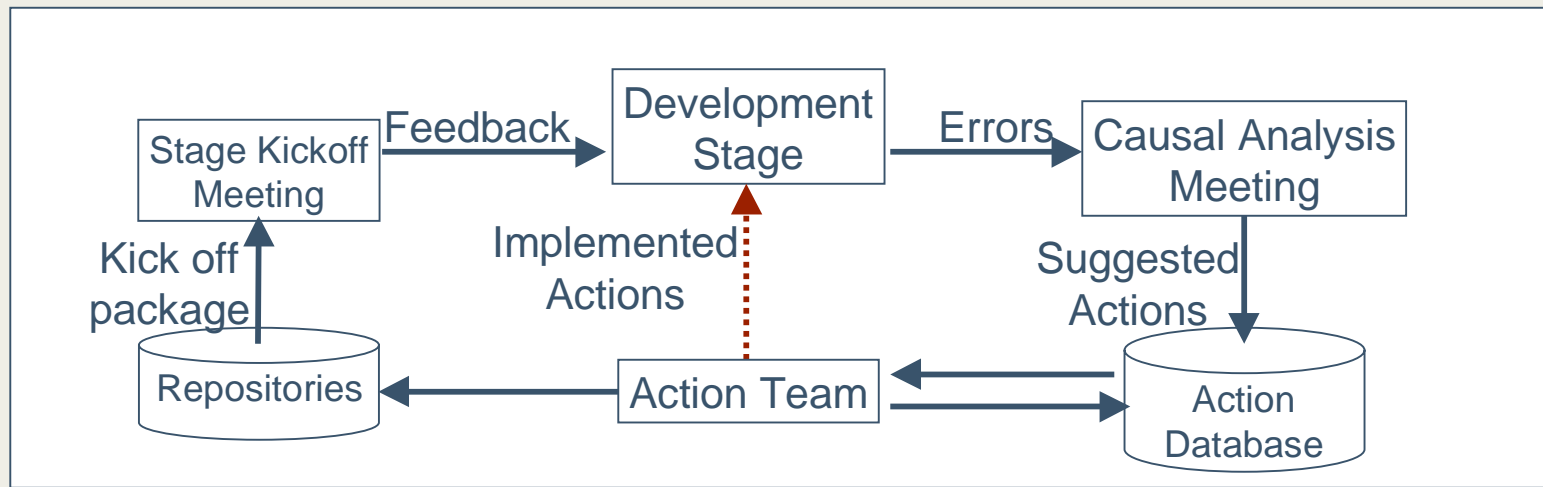 Stage Kickoff
Meeting
Feedback
Development
Stage
Errors
Causal Analysis
Meeting
Kick off
package
Implemented
Actions
Suggested
Actions
Repositories
Action Team
Action
Database